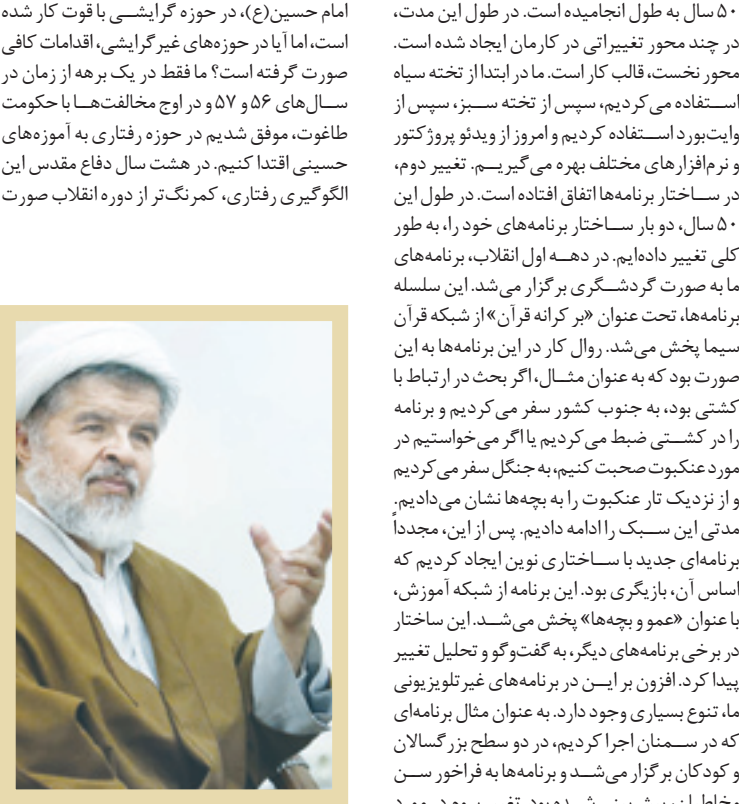 ۵۰ سال به طول انجامیده است. در طول این مدت،
در چند محور تغییراتی در کارمان ایجاد شده است.
محور نخست، قالب کار است. ما در ابتدا از تخته سیاه
استفاده می‌کردیم، سپس از تخته سبز، سپس از
وایت‌بورد استفاده کردیم و امروز از ویدئو پروژکتور
و نرم‌افزارهای مختلف بهره می‌گیریم. تغییر دوم،
در ساختار برنامه‌ها اتفاق افتاده است. در طول این
۵۰ سال، دو بار ساختار برنامه‌های خود را، به طور
کلی تغییر داده‌ایم. در دهه اول انقلاب، برنامه‌های
ما به صورت گردشگری برگزار می‌شد. این سلسله
برنامه‌ها، تحت عنوان «بر کرانه قرآن» از شبکه قرآن
سیما پخش می‌شد. روال کار در این برنامه‌ها به این
صورت بود که به عنوان مثال، اگر بحث در ارتباط با
کشتی بود، به جنوب کشور سفر می‌کردیم و برنامه
را در کشتی ضبط می‌کردیم یا اگر می‌خواستیم در
مورد عنکبوت صحبت کنیم، به جنگل سفر می‌کردیم
و از نزدیک تار عنکبوت را به بچه‌ها نشان می‌دادیم.
مدتی این سبک را ادامه دادیم. پس از این، مجدداً
برنامه‌ای جدید با ساختاری نوین ایجاد کردیم که
اساس آن، بازیگری بود. این برنامه از شبکه آموزش،
با عنوان «عمو و بچه‌ها» پخش می‌شد. این ساختار
در برخی برنامه‌های دیگر، به گفت‌وگو و تحلیل تغییر
پیدا کرد. افزون بر این در برنامه‌های غیر تلویزیونی
ما، تنوع بسیاری وجود دارد. به عنوان مثال برنامه‌ای
که در سمنان اجرا کردیم، در دو سطح بزرگسالان
و کودکان برگزار می‌شد و برنامه‌ها به فراخور سن
امام حسین(ع)، در حوزه گرایشی با قوت کار شده
است، اما آیا در حوزه‌های غیر گرایشی، اقدامات کافی
صورت گرفته است؟ ما فقط در یک برهه از زمان در
سال‌های ۵۶ و ۵۷ و در اوج مخالفت‌ها با حکومت
طاغوت، موفق شدیم در حوزه رفتاری به آموزه‌های
حسینی اقتدا کنیم. در هشت سال دفاع مقدس این
الگوگیری رفتاری، کمرنگ‌تر از دوره انقلاب صورت